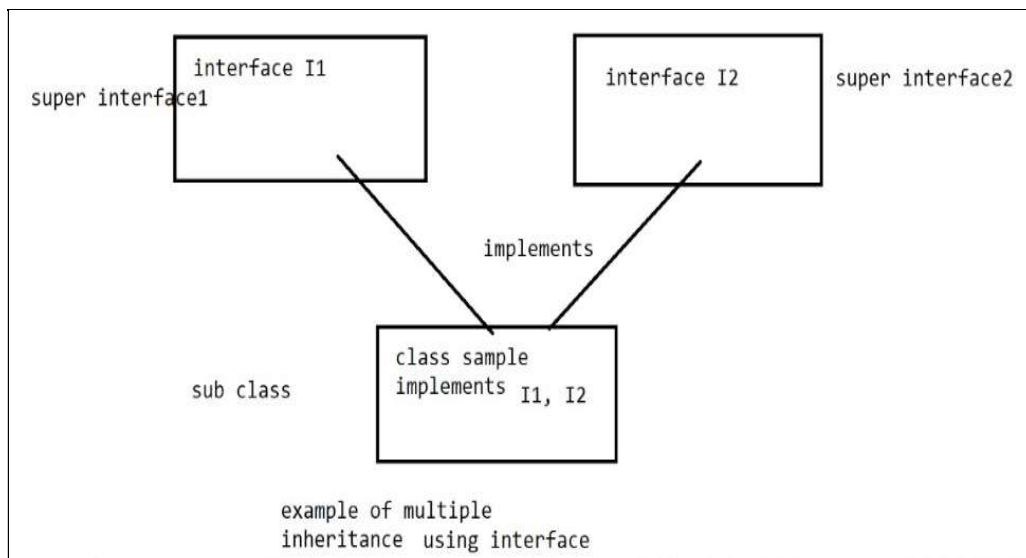 interface I1
super interface1
interface I2
super interface2
implements
class sample
implements I1, I2
sub class
example of multiple
inheritance using interface